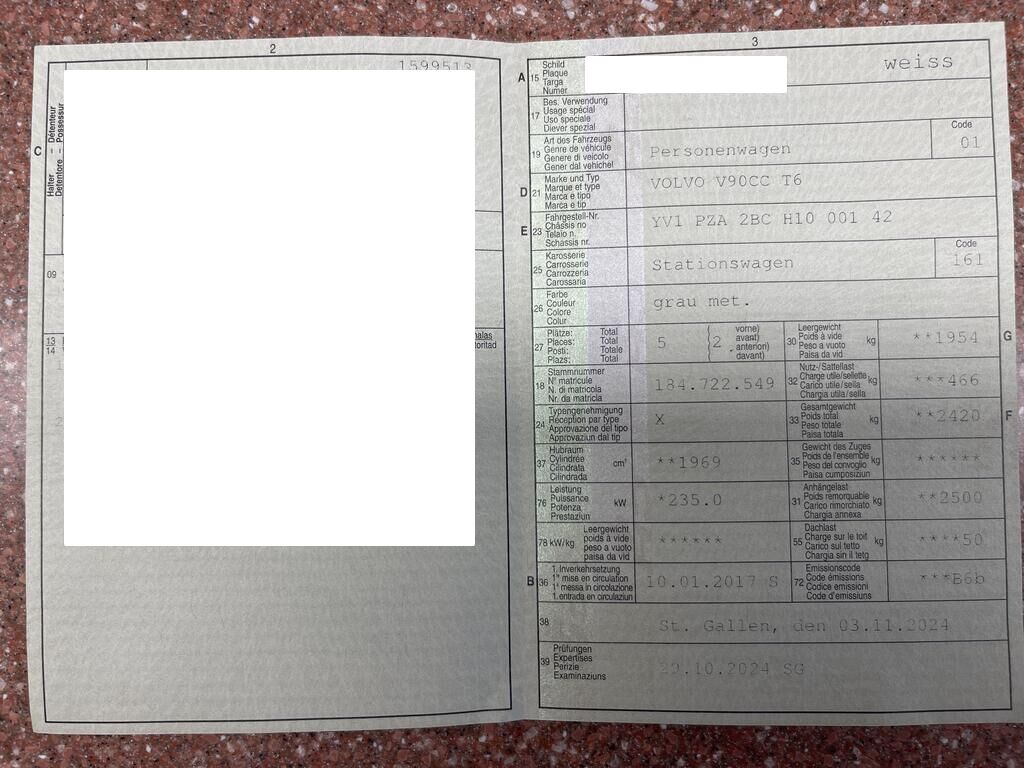 2
1599513
Halter – Détenteur
Detentore – Possessur
C
09
13
14
nalas
toritad
3
A 15 Schild
Plaque
Targa
Numer
weiss
17 Bes. Verwendung
Usage spécial
Uso speciale
Diever spezial
19 Art des Fahrzeugs
Genre de véhicule
Genere di veicolo
Gener dal vehichel
Personenwagen
Code
01
D 21 Marke und Typ
Marque et type
Marca e tipo
Marca e tip
VOLVO V90CC T6
E 23 Fahrgestell-Nr.
Châssis no
Telaio n.
Schassis nr.
YV1 PZA 2BC H10 001 42
25 Karosserie
Carrosserie
Carrozzeria
Carossaria
Stationswagen
Code
161
26 Farbe
Couleur
Colore
Colur
grau met.
27 Plätze: Total
Places: Total
Posti: Totale
Plazs: Total
5
(2 vorne)
avant)
anteriori)
davant)
30 Leergewicht
Poids à vide
Peso a vuoto
Paisa da vid
kg
**1954
G
18 Stammnummer
N° matricule
N. di matricola
Nr. da matricla
184.722.549
32 Nutz-/Sattellast
Charge utile/sellette
Carico utile/sella
Chargia utila/sella
kg
***466
24 Typengenehmigung
Réception par type
Approvazione del tipo
Approvaziun dal tip
X
33 Gesamtgewicht
Poids total
Peso totale
Paisa totala
kg
**2420
F
37 Hubraum
Cylindrée
Cilindrata
Cilindrada
cm³
**1969
35 Gewicht des Zuges
Poids de l'ensemble
Peso del convoglio
Paisa cumposiziun
kg
******
76 Leistung
Puissance
Potenza
Prestaziun
kW
*235.0
31 Anhängelast
Poids remorquable
Carico rimorchiato
Chargia annexa
kg
**2500
78 kW/kg
Leergewicht
poids à vide
peso a vuoto
paisa da vid
******
55 Dachlast
Charge sur le toit
Carico sul tetto
Chargia sin il tetg
kg
****50
B 36 1. Inverkehrsetzung
1re mise en circulation
1a messa in circolazione
1. entrada en circulaziun
10.01.2017 S
72 Emissionscode
Code émissions
Codice emissioni
Code d'emissiuns
***B6b
38
St. Gallen, den 03.11.2024
39 Prüfungen
Expertises
Perizie
Examinaziuns
29.10.2024 SG